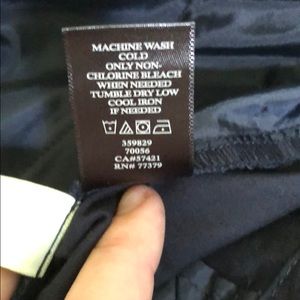 MACHINE WASH
COLD
ONLY NON-
CHLORINE BLEACH
WHEN NEEDED
TUMBLE DRY LOW
COOL IRON
IF NEEDED
359829
70056
CA#57421
RN# 77379